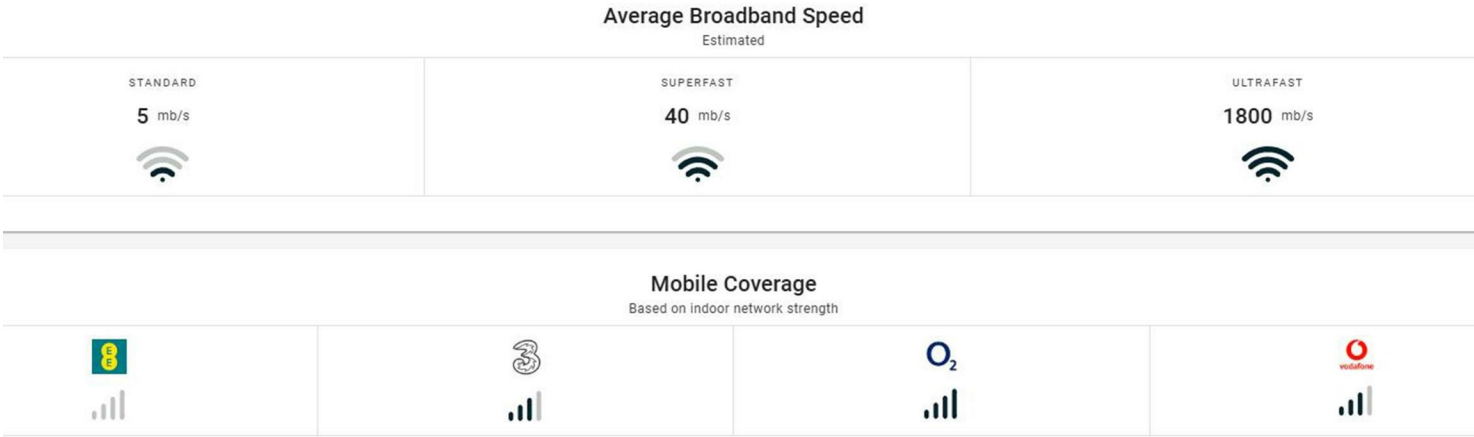 Average Broadband Speed
Estimated
STANDARD
SUPERFAST
ULTRAFAST
5 mb/s
40 mb/s
1800 mb/s
Mobile Coverage
Based on indoor network strength
EE
3
O2
vodafone